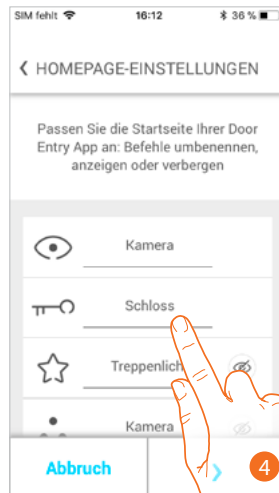 SIM fehlt 16:12 36 %
HOMEPAGE-EINSTELLUNGEN
Passen Sie die Startseite Ihrer Door
Entry App an: Befehle umbenennen,
anzeigen oder verbergen
Kamera
Schloss
Treppenlich
Kamera
Abbruch
4